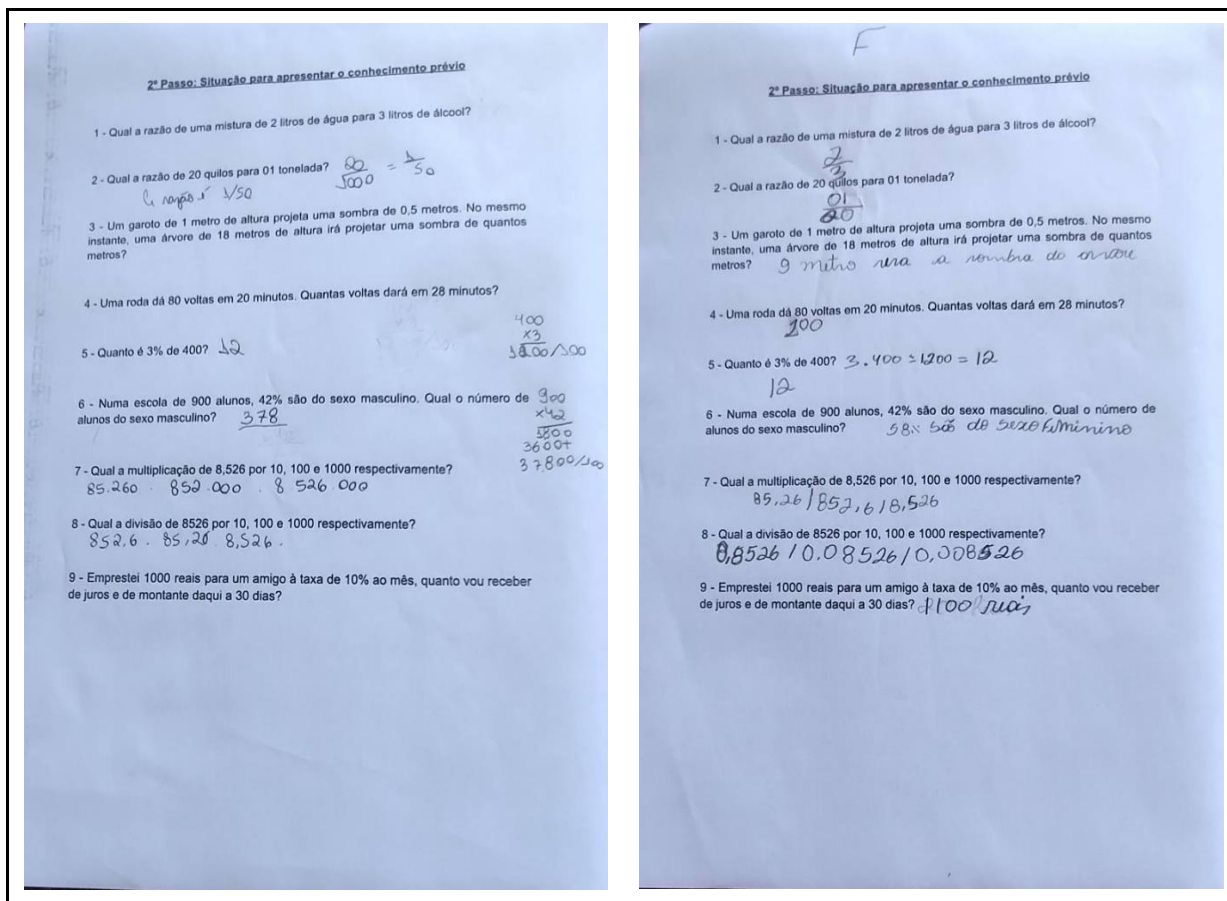 2º Passo: Situação para apresentar o conhecimento prévio
1 - Qual a razão de uma mistura de 2 litros de água para 3 litros de álcool?
2 - Qual a razão de 20 quilos para 01 tonelada? 20/1000 = 1/50
razão é 1/50
3 - Um garoto de 1 metro de altura projeta uma sombra de 0,5 metros. No mesmo
instante, uma árvore de 18 metros de altura irá projetar uma sombra de quantos
metros?
4 - Uma roda dá 80 voltas em 20 minutos. Quantas voltas dará em 28 minutos?
400
x3
5 - Quanto é 3% de 400? 12 1200/100
6 - Numa escola de 900 alunos, 42% são do sexo masculino. Qual o número de 900
alunos do sexo masculino? 378 x42
1800
3600+
37800/100
7 - Qual a multiplicação de 8,526 por 10, 100 e 1000 respectivamente?
85.260 . 852.000 . 8 526.000
8 - Qual a divisão de 8526 por 10, 100 e 1000 respectivamente?
852,6 . 85,26 8,526 .
9 - Emprestei 1000 reais para um amigo à taxa de 10% ao mês, quanto vou receber
de juros e de montante daqui a 30 dias?
F
2º Passo: Situação para apresentar o conhecimento prévio
1 - Qual a razão de uma mistura de 2 litros de água para 3 litros de álcool?
2/3
2 - Qual a razão de 20 quilos para 01 tonelada?
01/20
3 - Um garoto de 1 metro de altura projeta uma sombra de 0,5 metros. No mesmo
instante, uma árvore de 18 metros de altura irá projetar uma sombra de quantos
metros? 9 metro sera a sombra do
4 - Uma roda dá 80 voltas em 20 minutos. Quantas voltas dará em 28 minutos?
100
5 - Quanto é 3% de 400? 3.400 = 1200 = 12
12
6 - Numa escola de 900 alunos, 42% são do sexo masculino. Qual o número de
alunos do sexo masculino? 58% são do sexo feminino
7 - Qual a multiplicação de 8,526 por 10, 100 e 1000 respectivamente?
85,26 / 852,6 / 8,526
8 - Qual a divisão de 8526 por 10, 100 e 1000 respectivamente?
0,8526 / 0.08526 / 0,008526
9 - Emprestei 1000 reais para um amigo à taxa de 10% ao mês, quanto vou receber
de juros e de montante daqui a 30 dias? 1100 reais